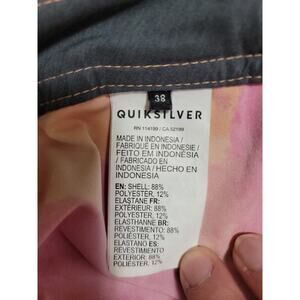 38
QUIKSILVER
RN 114199 / CA 52199
MADE IN INDONESIA /
FABRIQUÉ EN INDONÉSIE /
FEITO EM INDONÉSIA
/ FABRICADO EN
INDONESIA / HECHO EN
INDONESIA
EN: SHELL: 88%
POLYESTER, 12%
ELASTANE FR:
EXTÉRIEUR: 88%
POLYESTER, 12%
ELASTHANNE BR:
REVESTIMENTO: 88%
POLIÉSTER, 12%
ELASTANO ES:
REVESTIMIENTO
EXTERIOR: 88%
POLIÉSTER, 12%